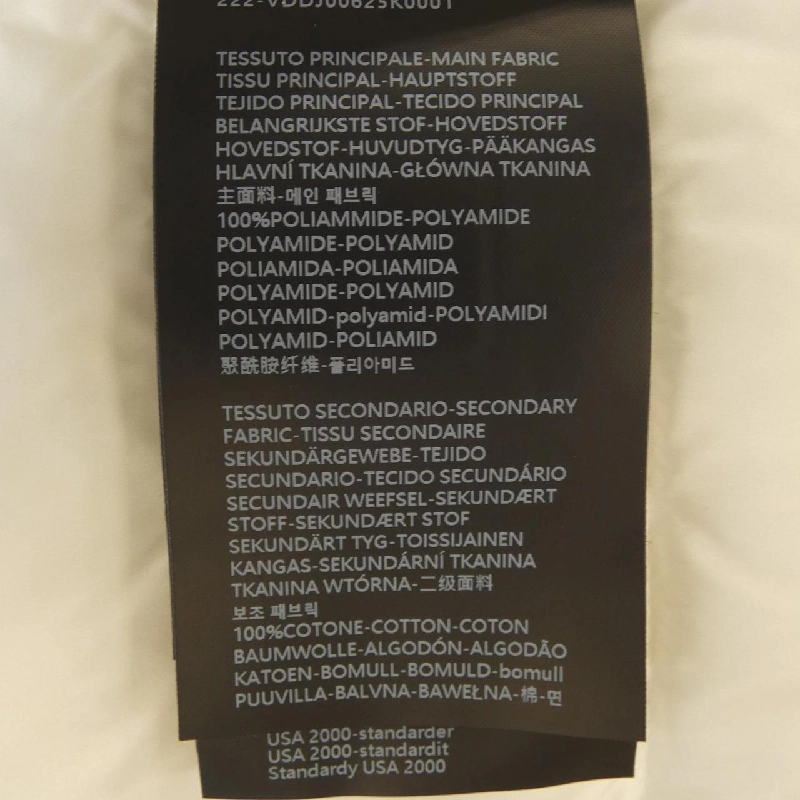 222-VDDJ00625K0001
TESSUTO PRINCIPALE-MAIN FABRIC
TISSU PRINCIPAL-HAUPTSTOFF
TEJIDO PRINCIPAL-TECIDO PRINCIPAL
BELANGRIJKSTE STOF-HOVEDSTOFF
HOVEDSTOF-HUVUDTYG-PÄÄKANGAS
HLAVNÍ TKANINA-GŁÓWNA TKANINA
主面料-메인 패브릭
100%POLIAMMIDE-POLYAMIDE
POLYAMIDE-POLYAMID
POLIAMIDA-POLIAMIDA
POLYAMIDE-POLYAMID
POLYAMID-polyamid-POLYAMIDI
POLYAMID-POLIAMID
聚酰胺纤维-폴리아미드
TESSUTO SECONDARIO-SECONDARY
FABRIC-TISSU SECONDAIRE
SEKUNDÄRGEWEBE-TEJIDO
SECUNDARIO-TECIDO SECUNDÁRIO
SECUNDAIR WEEFSEL-SEKUNDÆRT
STOFF-SEKUNDÆRT STOF
SEKUNDÄRT TYG-TOISSIJAINEN
KANGAS-SEKUNDÁRNÍ TKANINA
TKANINA WTÓRNA-二级面料
보조 패브릭
100%COTONE-COTTON-COTON
BAUMWOLLE-ALGODÓN-ALGODÃO
KATOEN-BOMULL-BOMULD-bomull
PUUVILLA-BALVNA-BAWEŁNA-棉-면
USA 2000-standarder
USA 2000-standardit
Standardy USA 2000